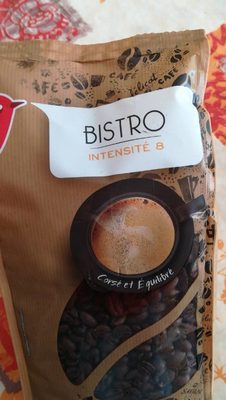 BISTRO
INTENSITÉ 8
Corsé et Équilibré